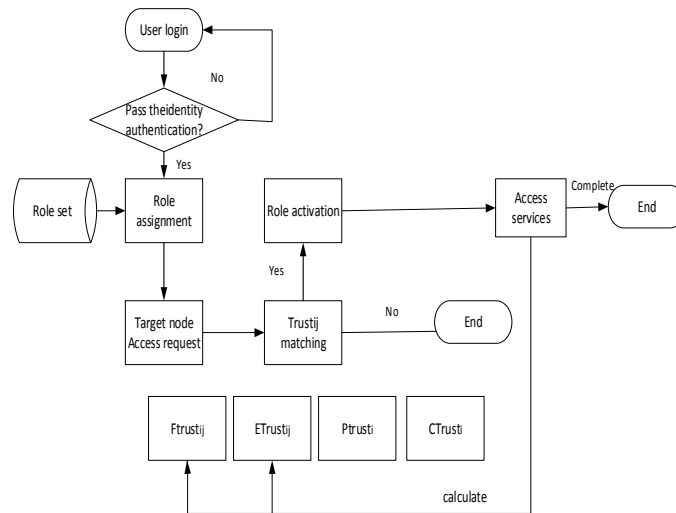 User login
No
Pass theidentity
authentication?
Yes
Role set
Role
assignment
Role activation
Access
services
Complete
End
Yes
Target node
Access request
Trustij
matching
No
End
Ftrustij
ETrustij
Ptrusti
CTrusti
calculate